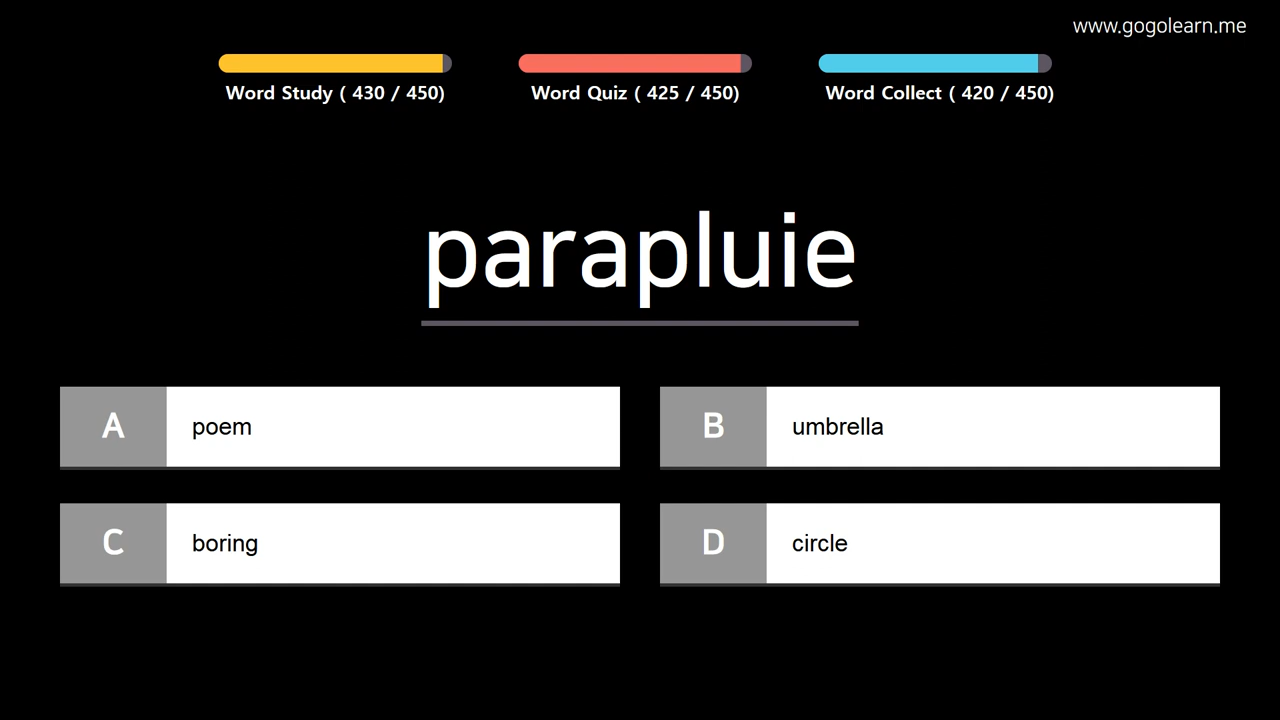 www.gogolearn.me
Word Study ( 430 / 450)
Word Quiz ( 425 / 450)
Word Collect ( 420 / 450)
parapluie
A poem
B umbrella
C boring
D circle